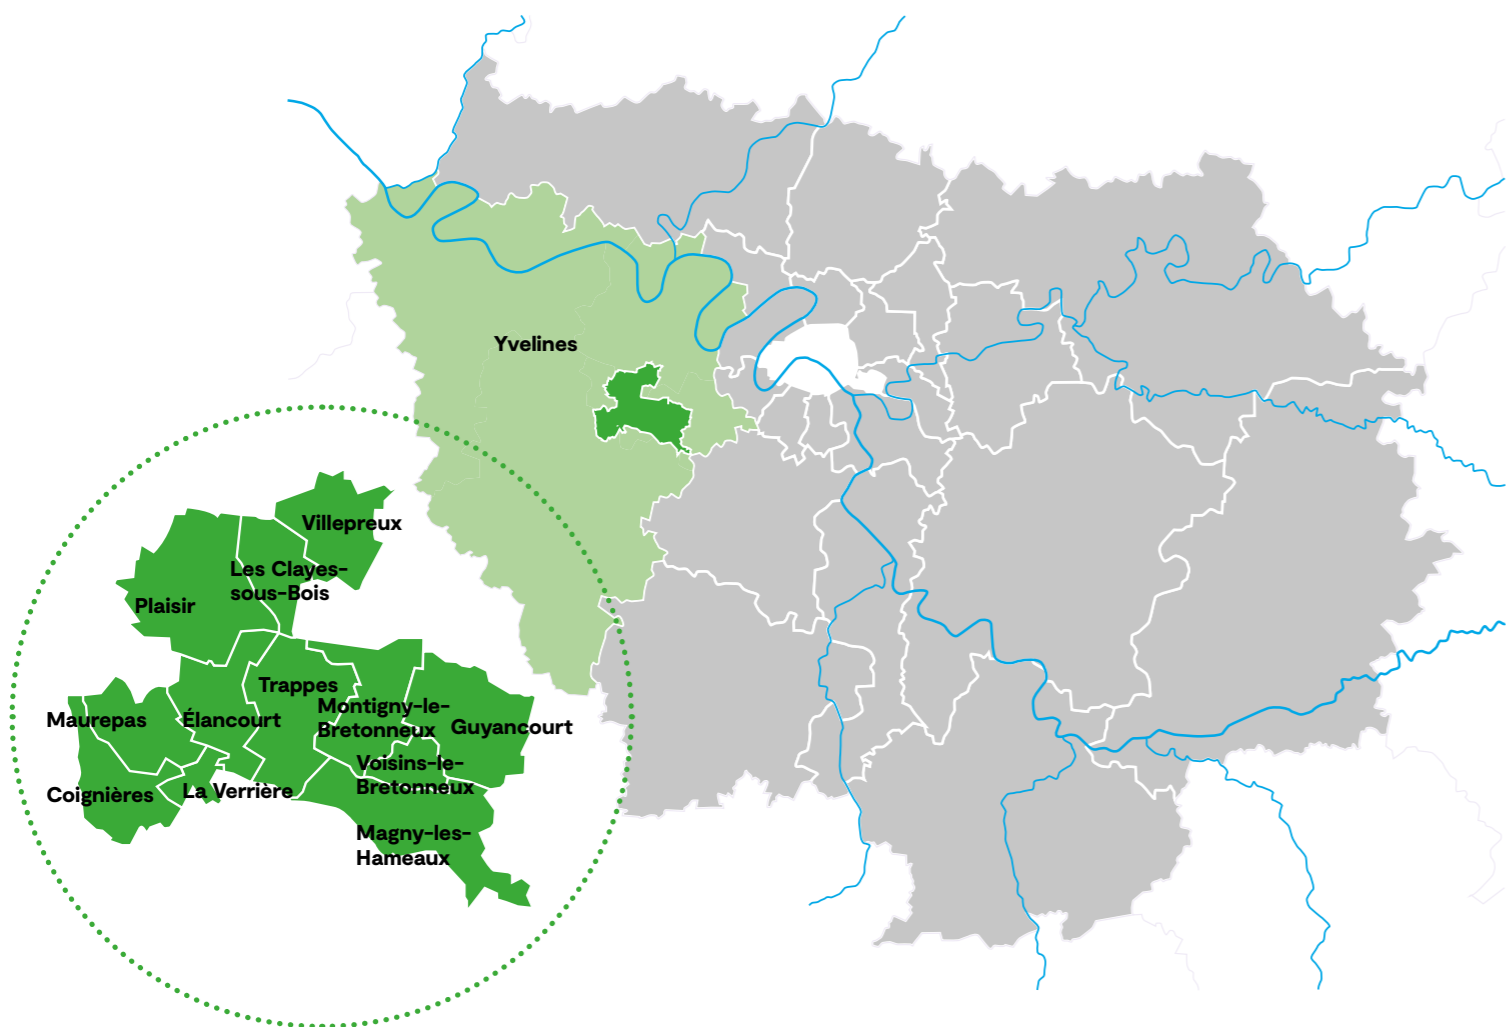 Yvelines
Villepreux
Les Clayes-
sous-Bois
Plaisir
Trappes
Montigny-le-
Bretonneux
Maurepas
Élancourt
Guyancourt
Voisins-le-
Bretonneux
Coignières
La Verrière
Magny-les-
Hameaux